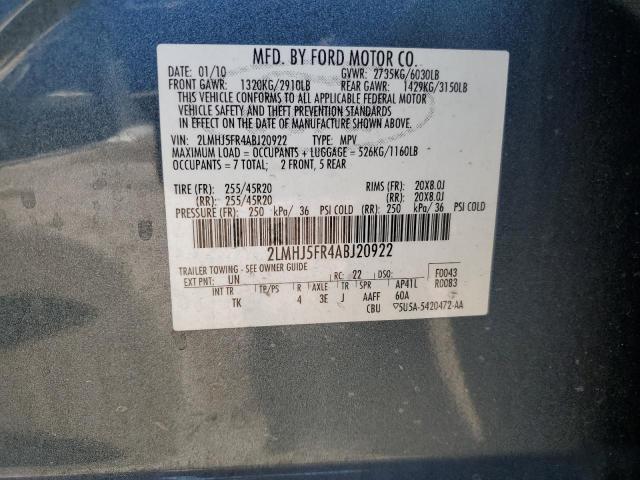 MFD. BY FORD MOTOR CO.
DATE: 01/10 GVWR: 2735KG/6030LB
FRONT GAWR: 1320KG/2910LB REAR GAWR: 1429KG/3150LB
THIS VEHICLE CONFORMS TO ALL APPLICABLE FEDERAL MOTOR
VEHICLE SAFETY AND THEFT PREVENTION STANDARDS
IN EFFECT ON THE DATE OF MANUFACTURE SHOWN ABOVE.
VIN: 2LMHJ5FR4ABJ20922 TYPE: MPV
MAXIMUM LOAD = OCCUPANTS + LUGGAGE = 526KG/1160LB
OCCUPANTS = 7 TOTAL; 2 FRONT, 5 REAR
TIRE (FR): 255/45R20 RIMS (FR): 20X8.0J
(RR): 255/45R20 (RR): 20X8.0J
PRESSURE (FR): 250 kPa/ 36 PSI COLD (RR): 250 kPa/ 36 PSI COLD
2LMHJ5FR4ABJ20922
TRAILER TOWING - SEE OWNER GUIDE
EXT PNT: UN RC: 22 DSO: F0043
INT TR TP/PS R AXLE TR SPR AP41L R0083
TK 4 3E J AAFF 60A
CBU 5U5A-5420472-AA